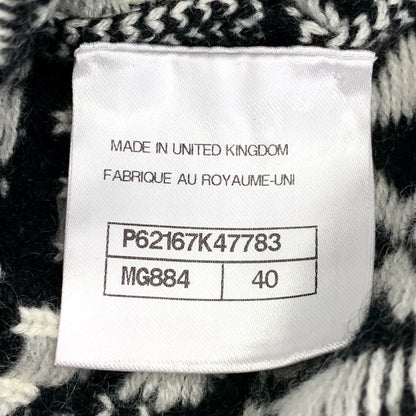 MADE IN UNITED KINGDOM
FABRIQUE AU ROYAUME-UNI
P62167K47783
MG884 40